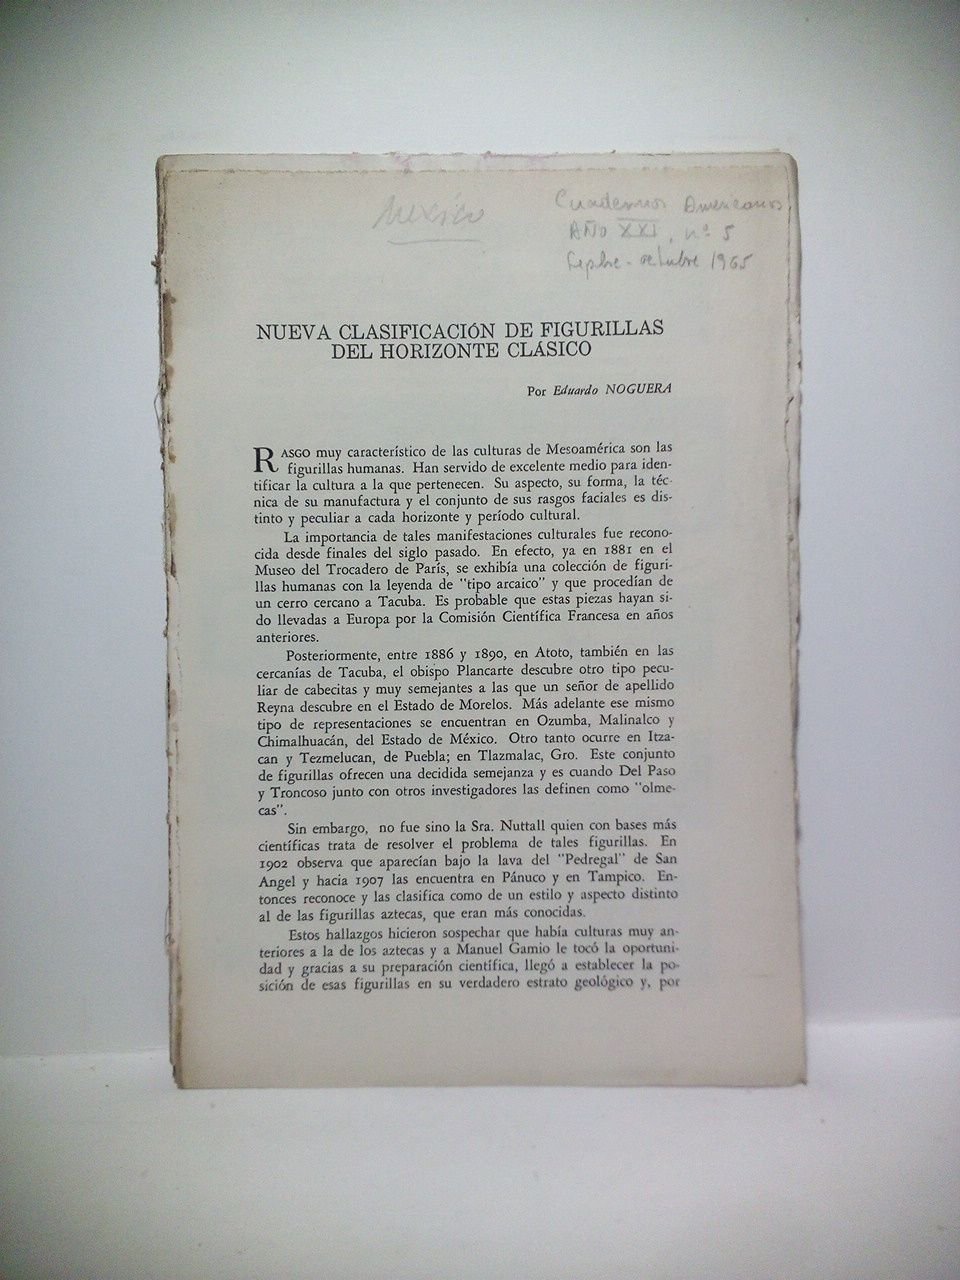 Mexico
Cuadernos Americanos,
AÑO XXI, nº 5
Sepbre-octubre 1965
NUEVA CLASIFICACIÓN DE FIGURILLAS
DEL HORIZONTE CLÁSICO
Por Eduardo NOGUERA
RASGO muy característico de las culturas de Mesoamérica son las
figurillas humanas. Han servido de excelente medio para iden-
tificar la cultura a la que pertenecen. Su aspecto, su forma, la téc-
nica de su manufactura y el conjunto de sus rasgos faciales es dis-
tinto y peculiar a cada horizonte y período cultural.
La importancia de tales manifestaciones culturales fue recono-
cida desde finales del siglo pasado. En efecto, ya en 1881 en el
Museo del Trocadero de París, se exhibía una colección de figuri-
llas humanas con la leyenda de "tipo arcaico" y que procedían de
un cerro cercano a Tacuba. Es probable que estas piezas hayan si-
do llevadas a Europa por la Comisión Científica Francesa en años
anteriores.
Posteriormente, entre 1886 y 1890, en Atoto, también en las
cercanías de Tacuba, el obispo Plancarte descubre otro tipo pecu-
liar de cabecitas y muy semejantes a las que un señor de apellido
Reyna descubre en el Estado de Morelos. Más adelante ese mismo
tipo de representaciones se encuentran en Ozumba, Malinalco y
Chimalhuacán, del Estado de México. Otro tanto ocurre en Itza-
can y Tezmelucan, de Puebla; en Tlazmalac, Gro. Este conjunto
de figurillas ofrecen una decidida semejanza y es cuando Del Paso
y Troncoso junto con otros investigadores las definen como "olme-
cas".
Sin embargo, no fue sino la Sra. Nuttall quien con bases más
científicas trata de resolver el problema de tales figurillas. En
1902 observa que aparecían bajo la lava del "Pedregal" de San
Angel y hacia 1907 las encuentra en Pánuco y en Tampico. En-
tonces reconoce y las clasifica como de un estilo y aspecto distinto
al de las figurillas aztecas, que eran más conocidas.
Estos hallazgos hicieron sospechar que había culturas muy an-
teriores a la de los aztecas y a Manuel Gamio le tocó la oportuni-
dad y gracias a su preparación científica, llegó a establecer la po-
sición de esas figurillas en su verdadero estrato geológico y, por